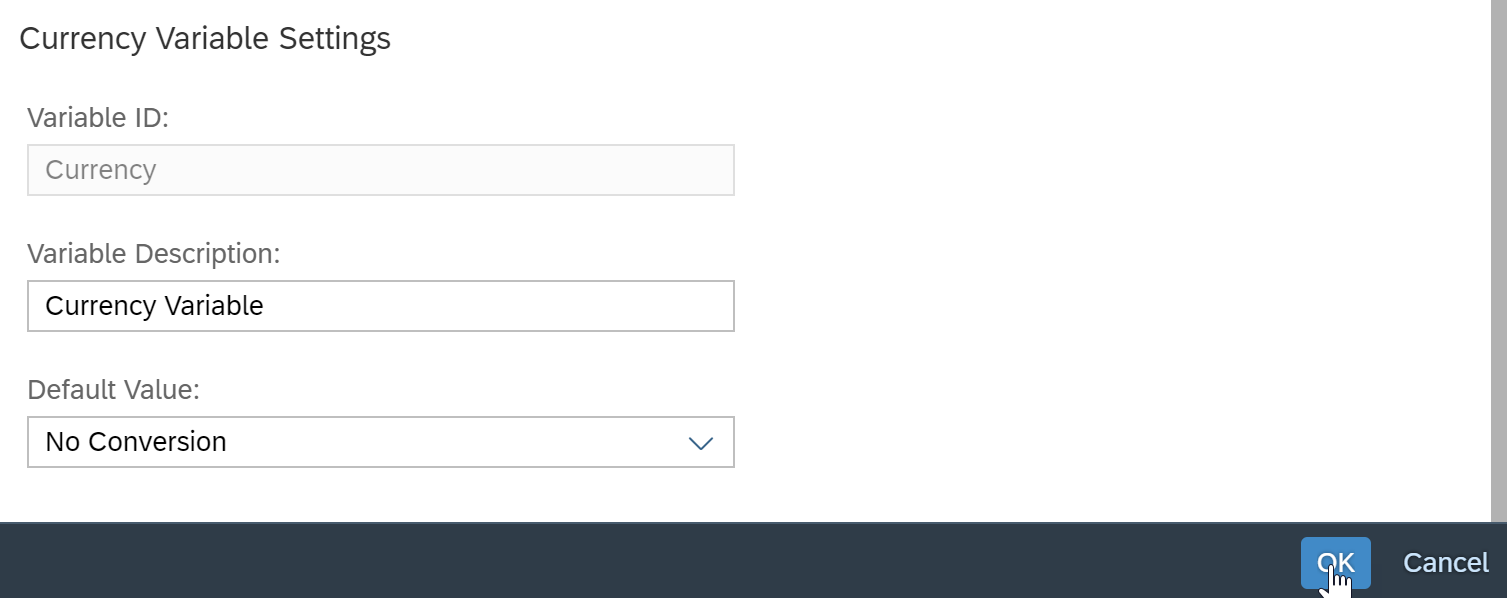 Currency Variable Settings
Variable ID:
Currency
Variable Description:
Currency Variable
Default Value:
No Conversion
OK Cancel